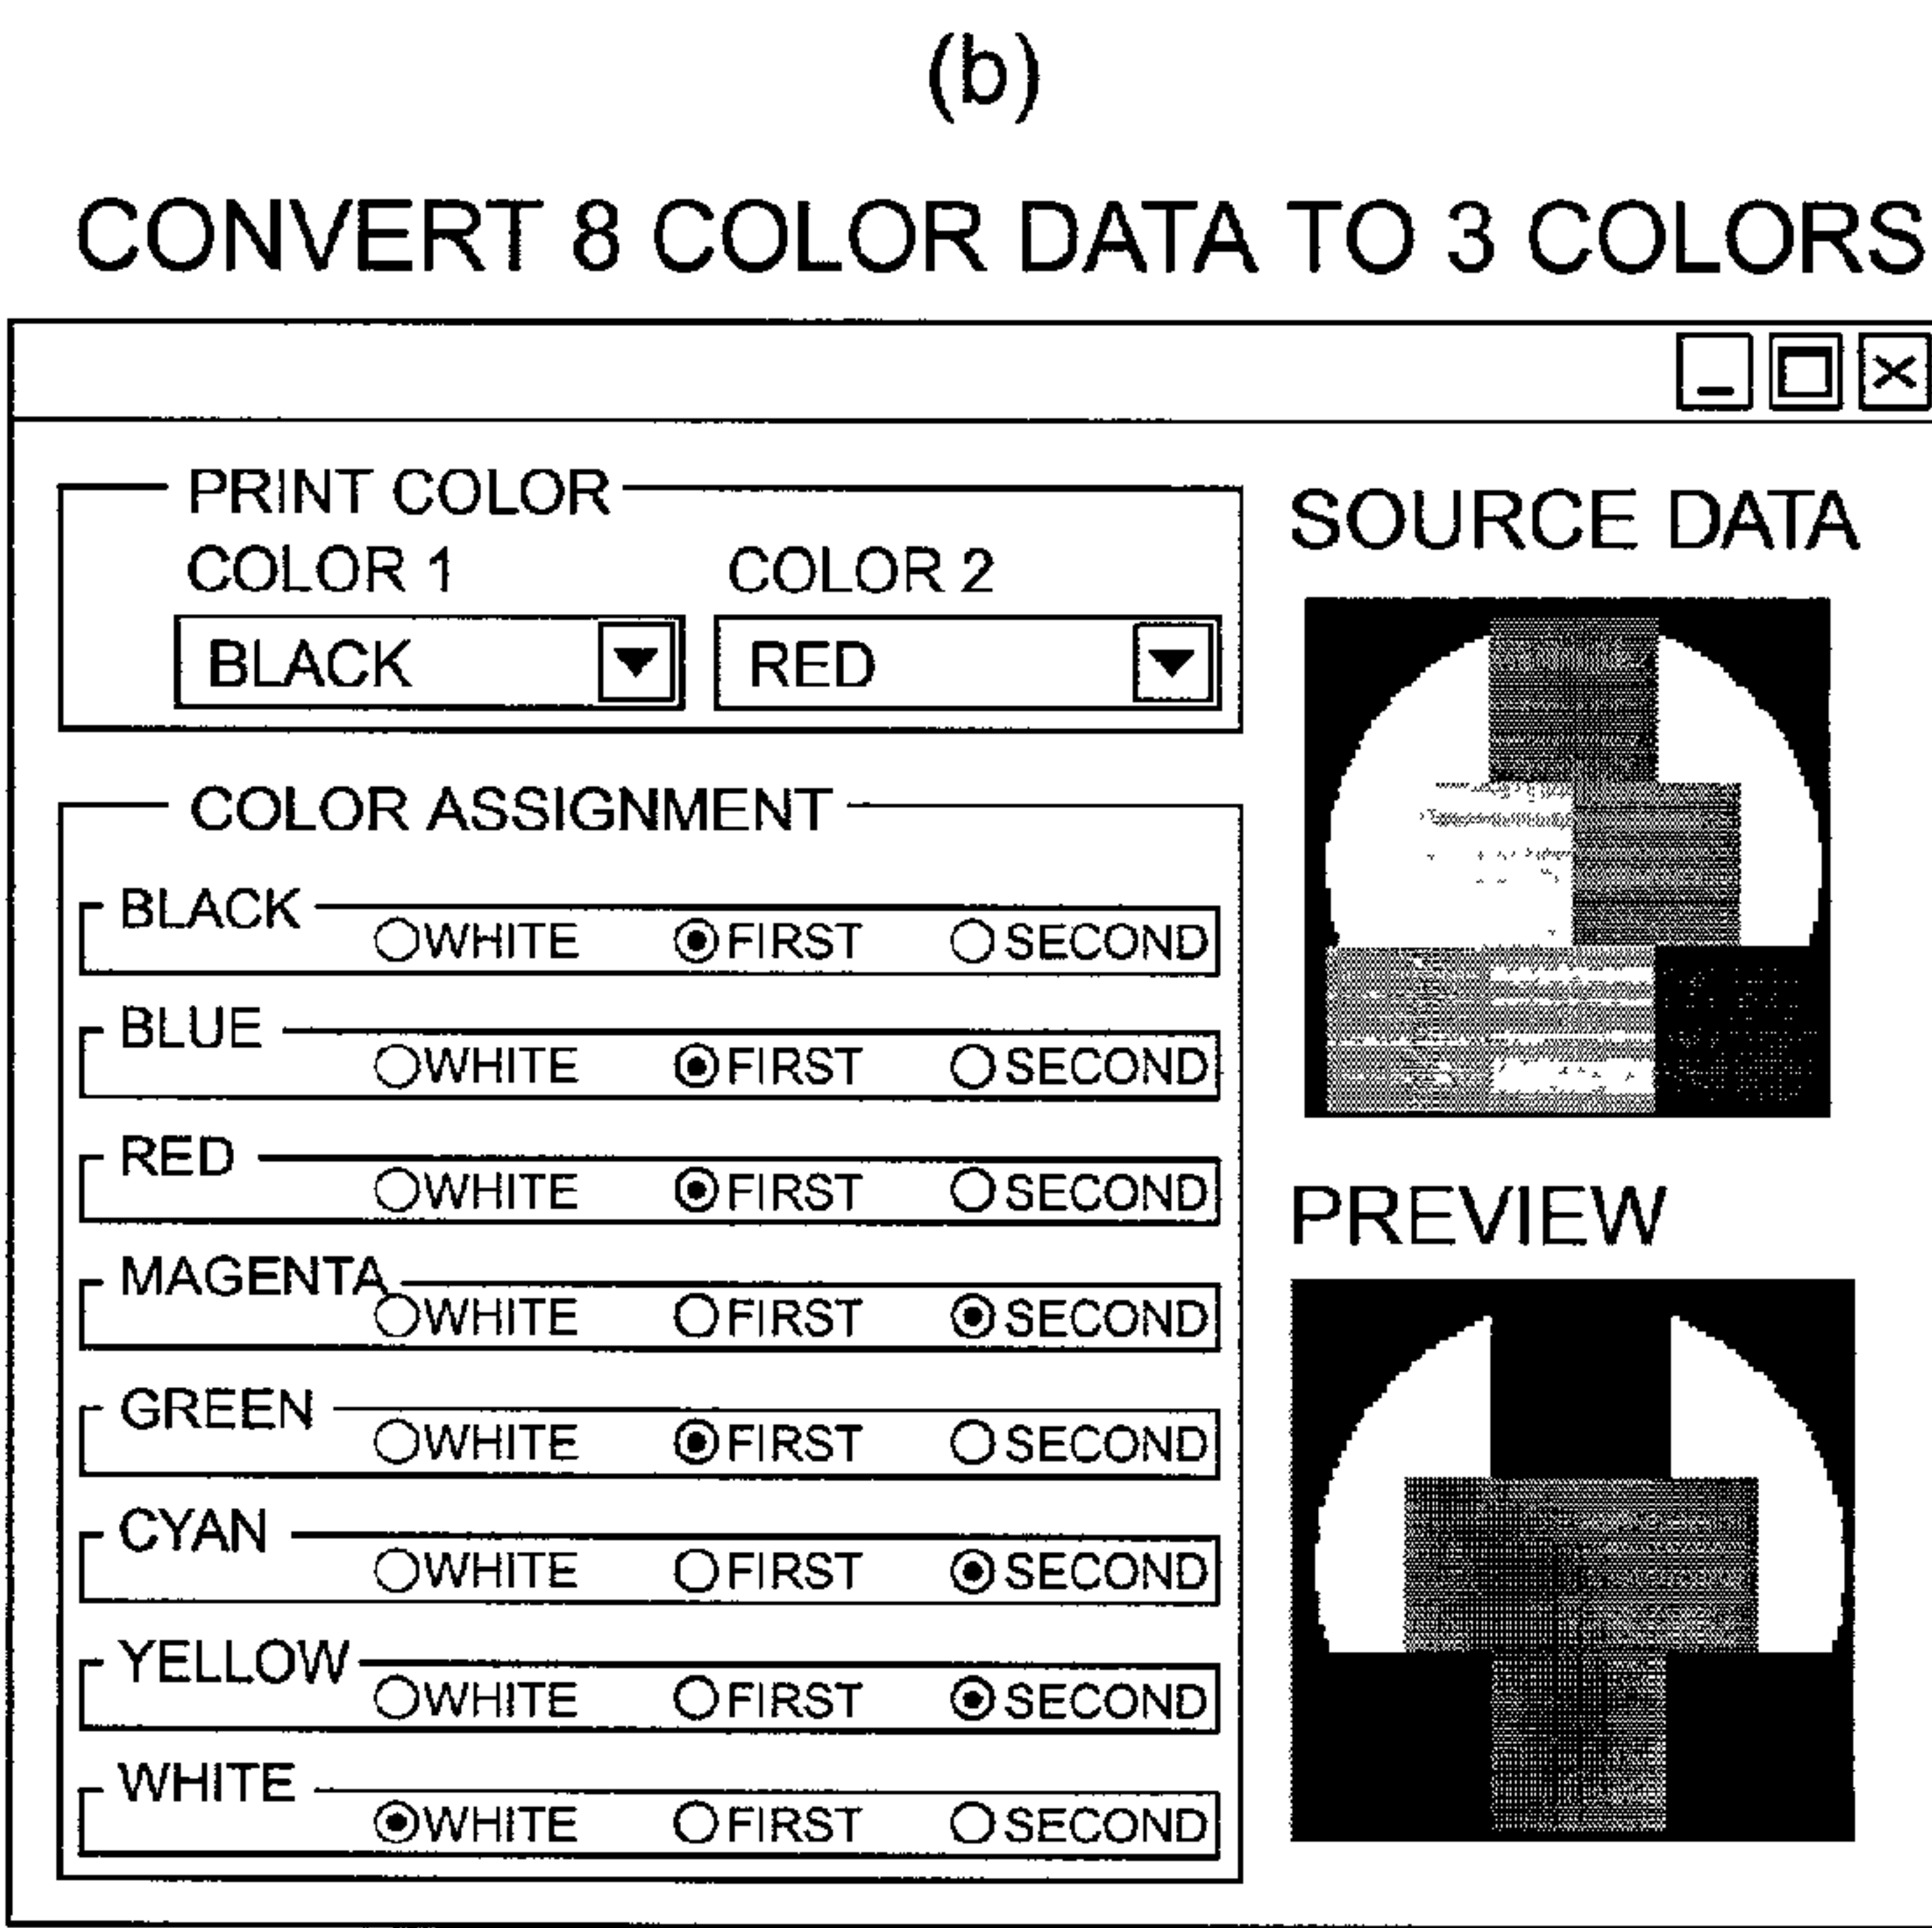 (b)
CONVERT 8 COLOR DATA TO 3 COLORS
PRINT COLOR
COLOR 1 COLOR 2
BLACK RED
COLOR ASSIGNMENT
BLACK
WHITE FIRST SECOND
BLUE
WHITE FIRST SECOND
RED
WHITE FIRST SECOND
MAGENTA
WHITE FIRST SECOND
GREEN
WHITE FIRST SECOND
CYAN
WHITE FIRST SECOND
YELLOW
WHITE FIRST SECOND
WHITE
WHITE FIRST SECOND
SOURCE DATA
PREVIEW